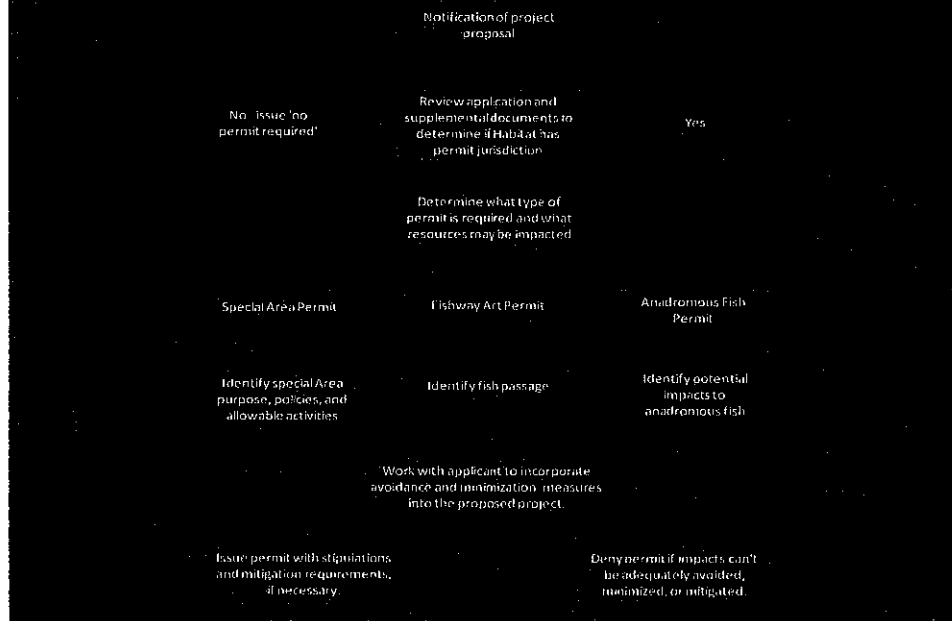 Notification of project
proposal
No - issue 'no
permit required'
Review application and
supplemental documents to
determine if Habitat has
permit jurisdiction
Yes
Determine what type of
permit is required and what
resources may be impacted
Special Area Permit
Fishway Art Permit
Anadromous Fish
Permit
Identify special Area
purpose, policies, and
allowable activities
Identify fish passage
Identify potential
impacts to
anadromous fish
Work with applicant to incorporate
avoidance and minimization measures
into the proposed project.
Issue permit with stipulations
and mitigation requirements,
if necessary.
Deny permit if impacts can't
be adequately avoided,
minimized, or mitigated.